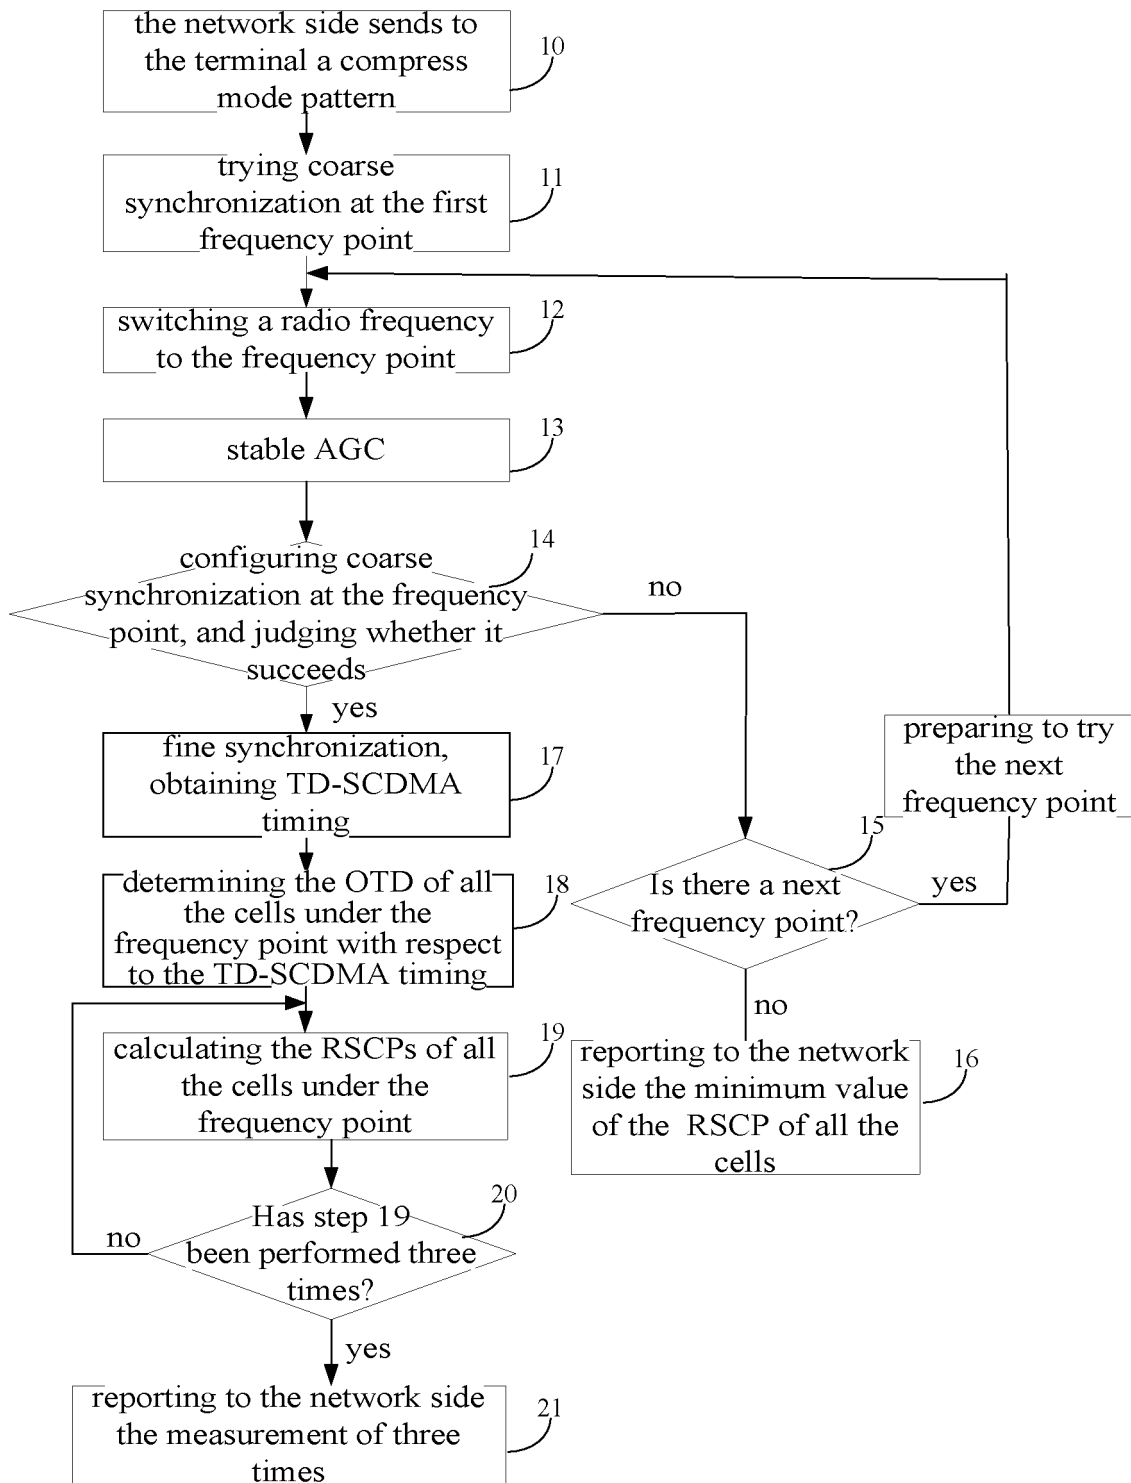 the network side sends to
the terminal a compress
mode pattern
10
trying coarse
synchronization at the first
frequency point
11
switching a radio frequency
to the frequency point
12
stable AGC
13
configuring coarse
synchronization at the frequency
point, and judging whether it
succeeds
14
no
yes
fine synchronization,
obtaining TD-SCDMA
timing
17
preparing to try
the next
frequency point
15
Is there a next
frequency point?
yes
no
determining the OTD of all
the cells under the
frequency point with respect
to the TD-SCDMA timing
18
calculating the RSCPs of all
the cells under the
frequency point
19
reporting to the network
side the minimum value
of the RSCP of all the
cells
16
Has step 19
been performed three
times?
20
no
yes
reporting to the network side
the measurement of three
times
21